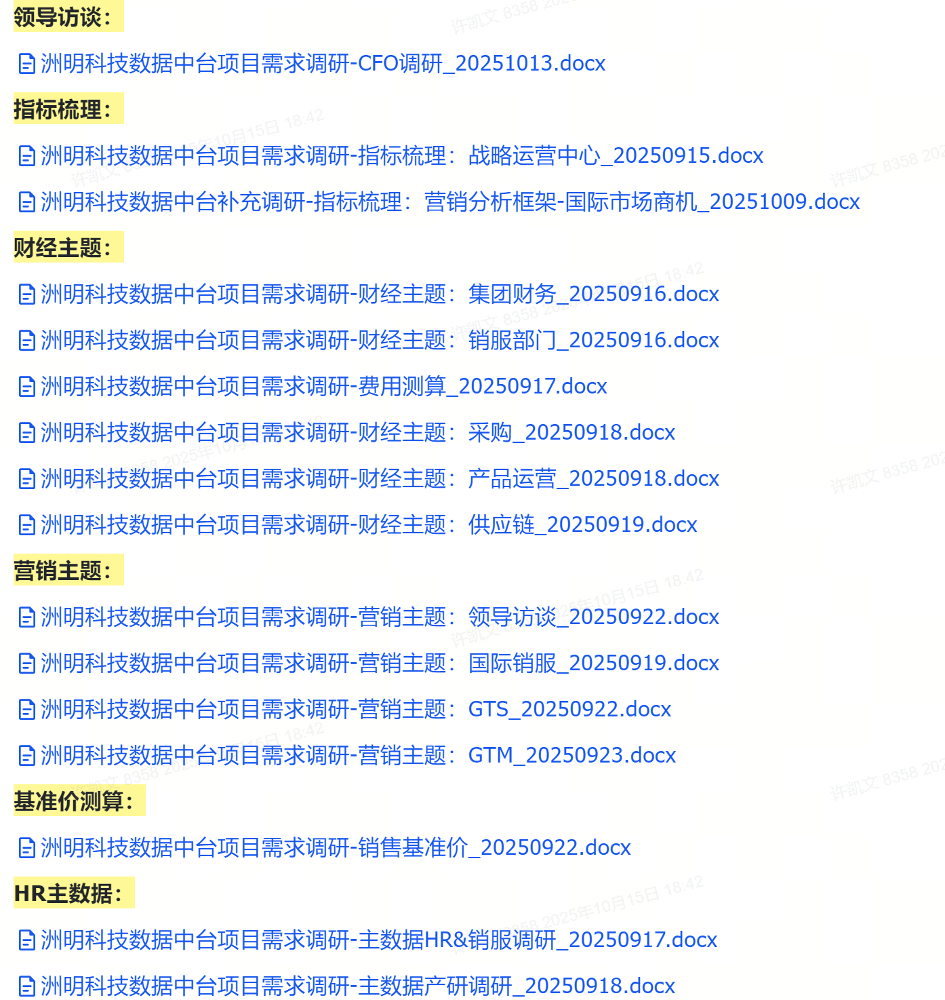 领导访谈：
洲明科技数据中台项目需求调研-CFO调研_20251013.docx
指标梳理：
洲明科技数据中台项目需求调研-指标梳理：战略运营中心_20250915.docx
洲明科技数据中台补充调研-指标梳理：营销分析框架-国际市场商机_20251009.docx
财经主题：
洲明科技数据中台项目需求调研-财经主题：集团财务_20250916.docx
洲明科技数据中台项目需求调研-财经主题：销服部门_20250916.docx
洲明科技数据中台项目需求调研-费用测算_20250917.docx
洲明科技数据中台项目需求调研-财经主题：采购_20250918.docx
洲明科技数据中台项目需求调研-财经主题：产品运营_20250918.docx
洲明科技数据中台项目需求调研-财经主题：供应链_20250919.docx
营销主题：
洲明科技数据中台项目需求调研-营销主题：领导访谈_20250922.docx
洲明科技数据中台项目需求调研-营销主题：国际销服_20250919.docx
洲明科技数据中台项目需求调研-营销主题：GTS_20250922.docx
洲明科技数据中台项目需求调研-营销主题：GTM_20250923.docx
基准价测算：
洲明科技数据中台项目需求调研-销售基准价_20250922.docx
HR主数据：
洲明科技数据中台项目需求调研-主数据HR&销服调研_20250917.docx
洲明科技数据中台项目需求调研-主数据产研调研_20250918.docx